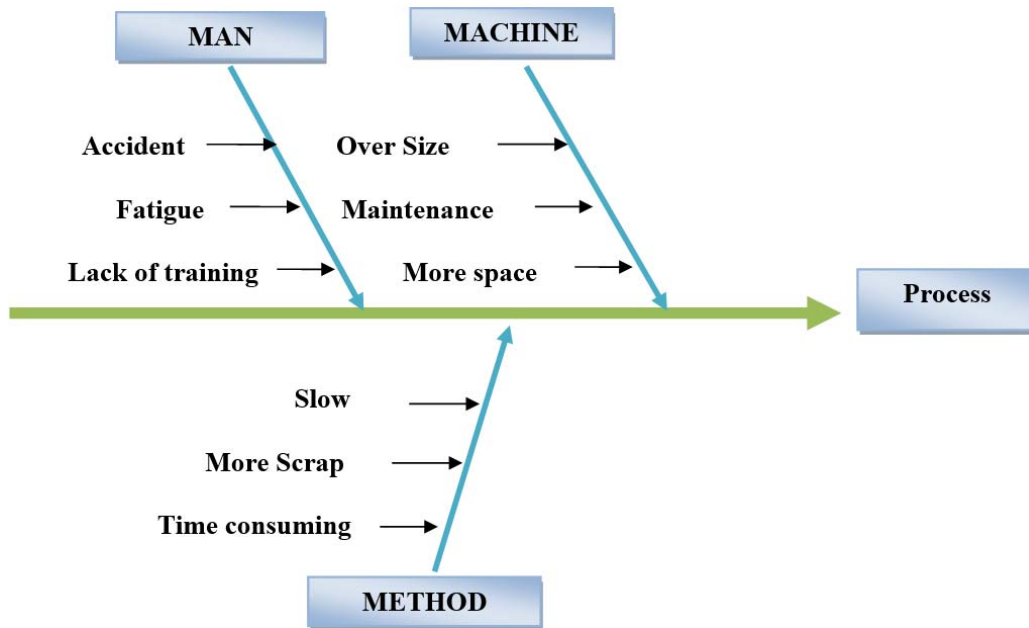 MAN
MACHINE
Accident
Over Size
Fatigue
Maintenance
Lack of training
More space
Process
Slow
More Scrap
Time consuming
METHOD